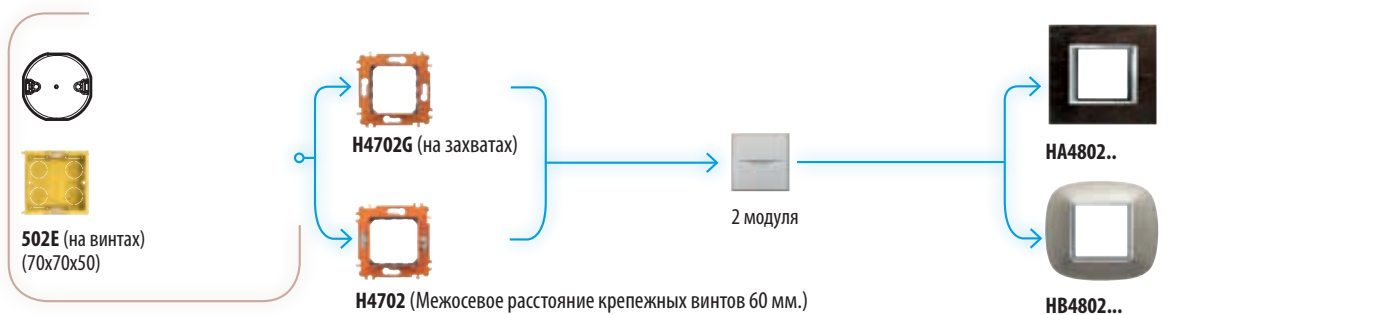 502E (на винтах)
(70x70x50)
H4702G (на захватах)
H4702 (Межосевое расстояние крепежных винтов 60 мм.)
2 модуля
HA4802..
HB4802...